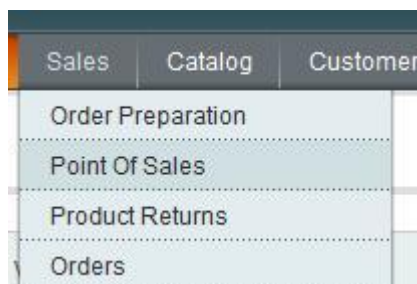 Sales Catalog Customer
Order Preparation
Point Of Sales
Product Returns
Orders